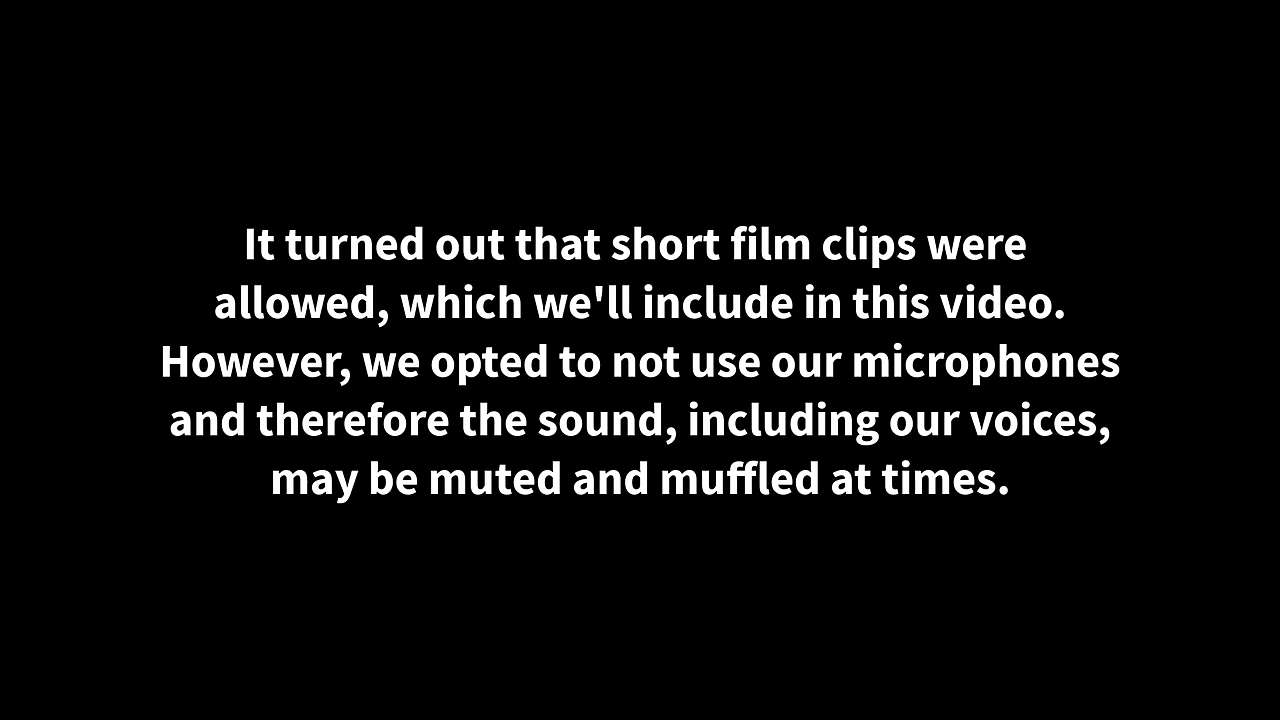 It turned out that short film clips were
allowed, which we'll include in this video.
However, we opted to not use our microphones
and therefore the sound, including our voices,
may be muted and muffled at times.